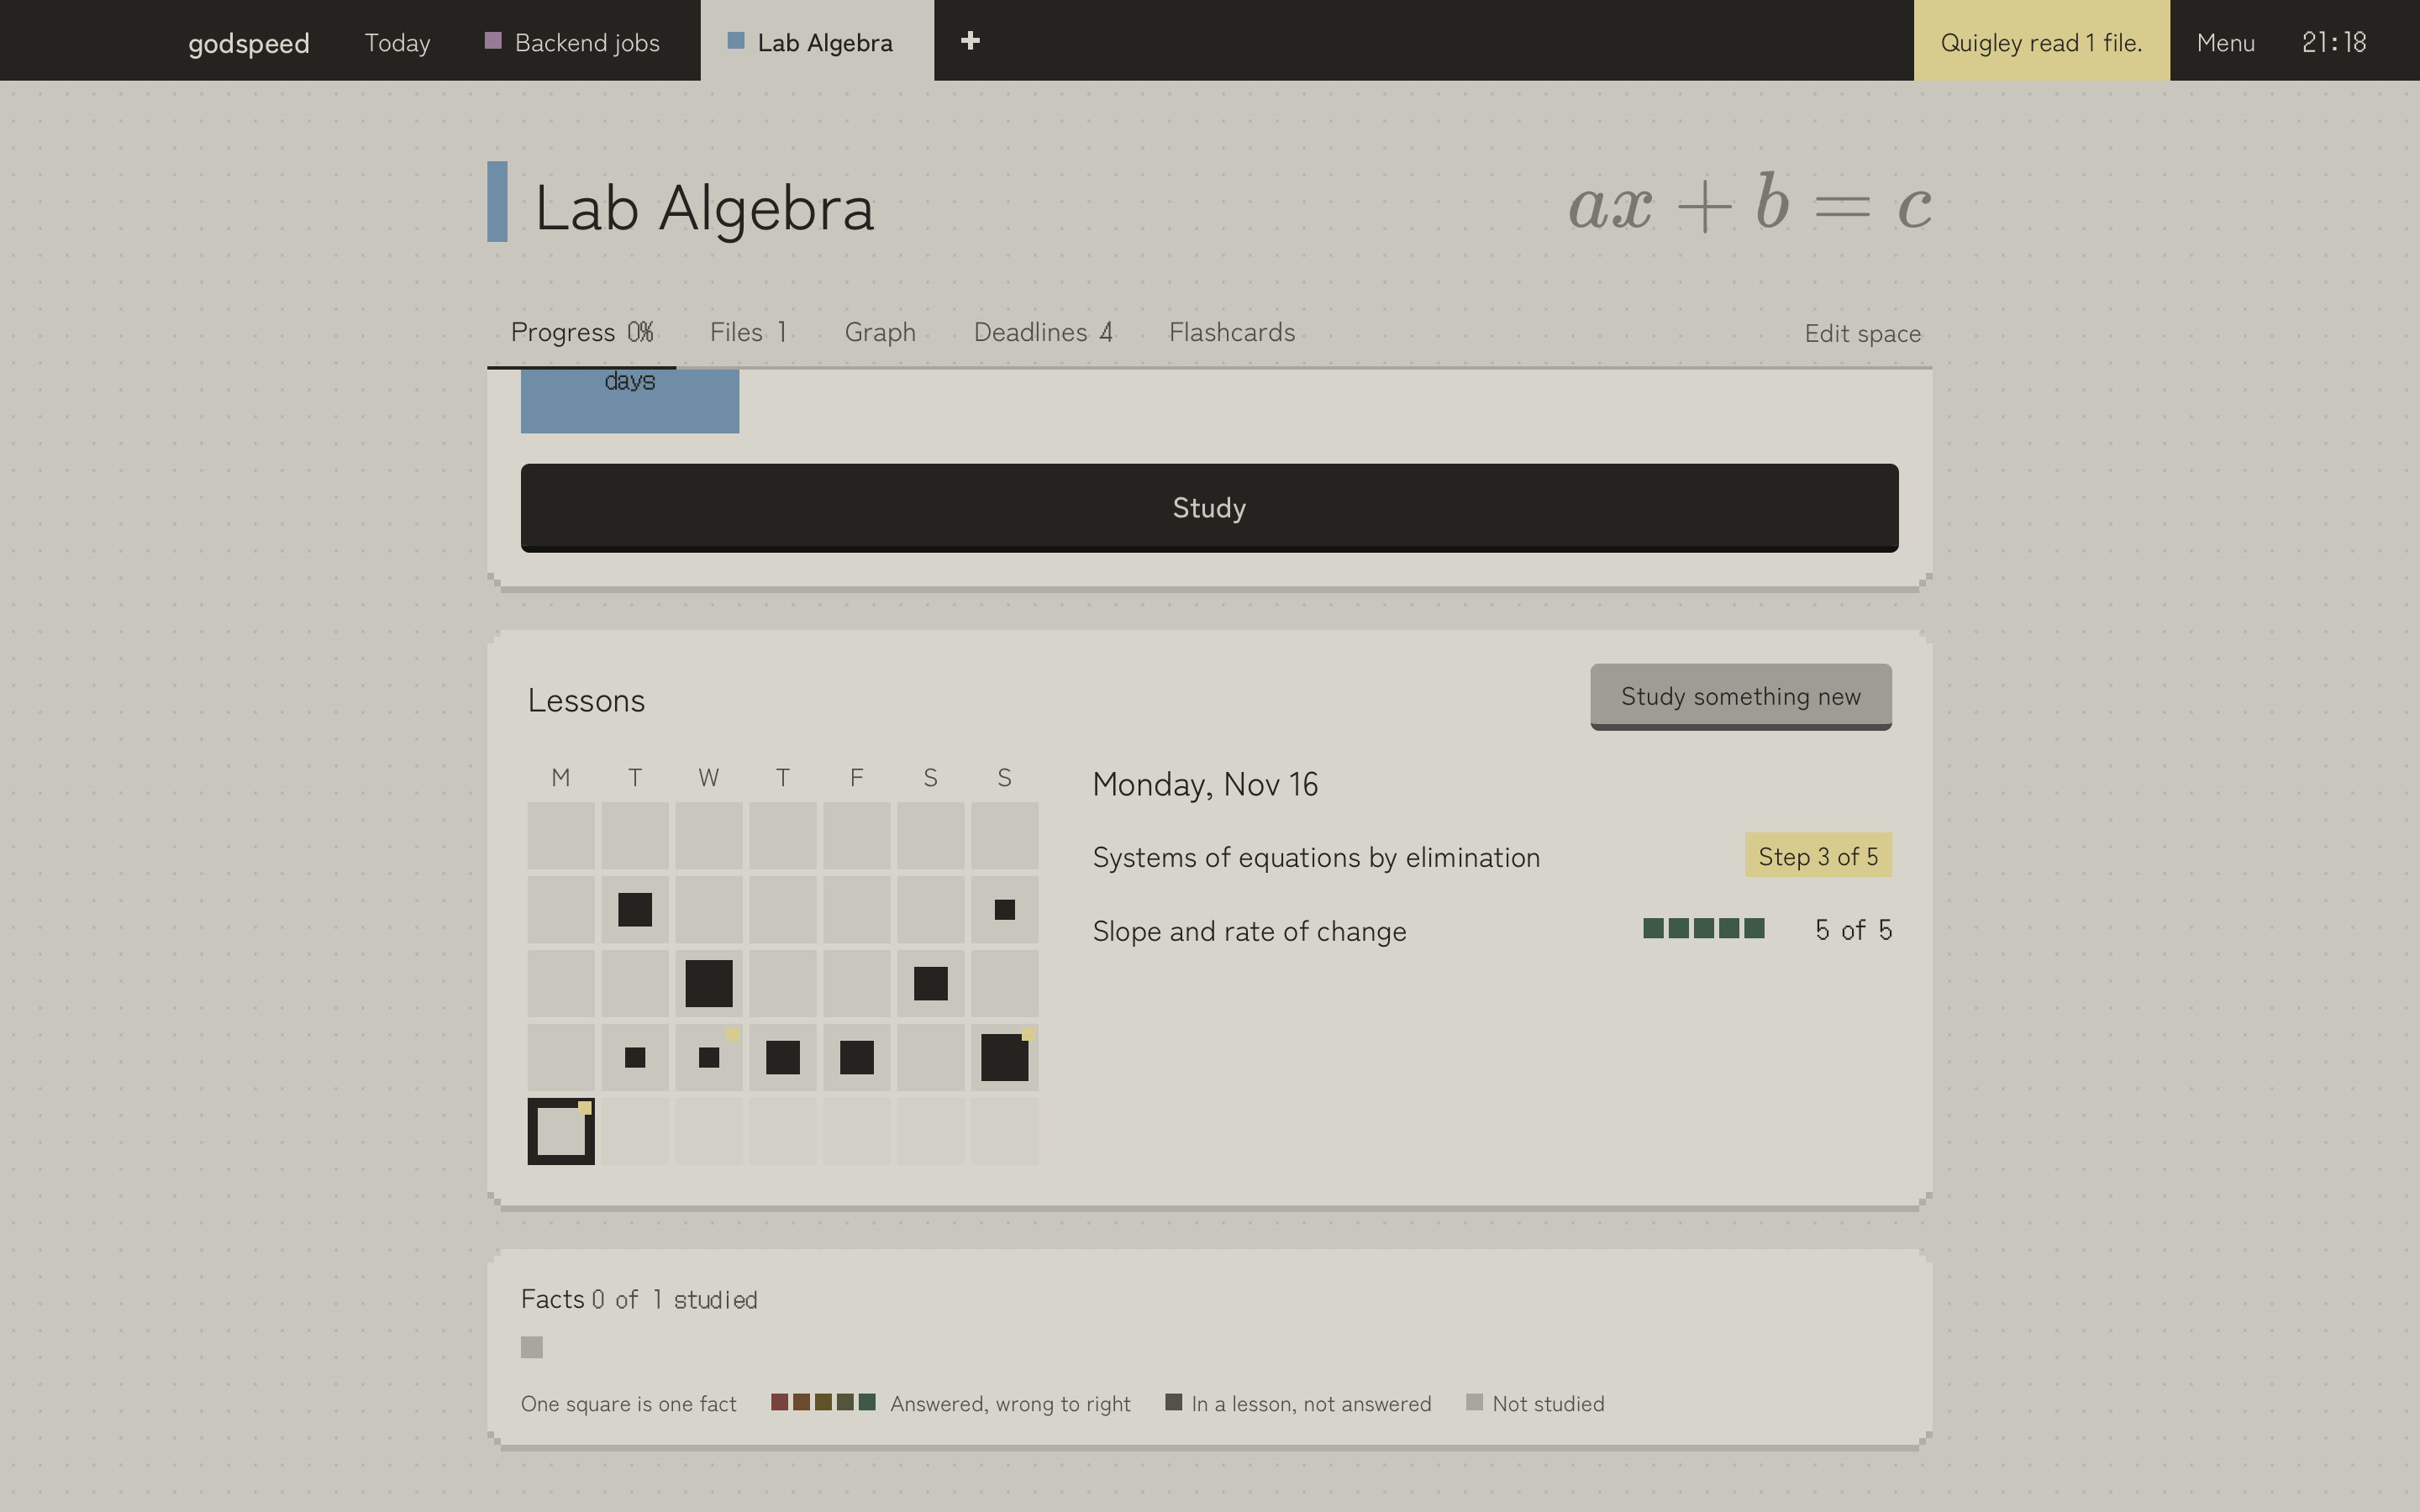 godspeed Today Backend jobs Lab Algebra Quigley read 1 file. Menu 21:18
Lab Algebra
ax + b = c
Progress 0% Files 1 Graph Deadlines 4 Flashcards Edit space
days
Study
Lessons
Study something new
M T W T F S S
Monday, Nov 16
Systems of equations by elimination Step 3 of 5
Slope and rate of change 5 of 5
Facts 0 of 1 studied
One square is one fact Answered, wrong to right In a lesson, not answered Not studied